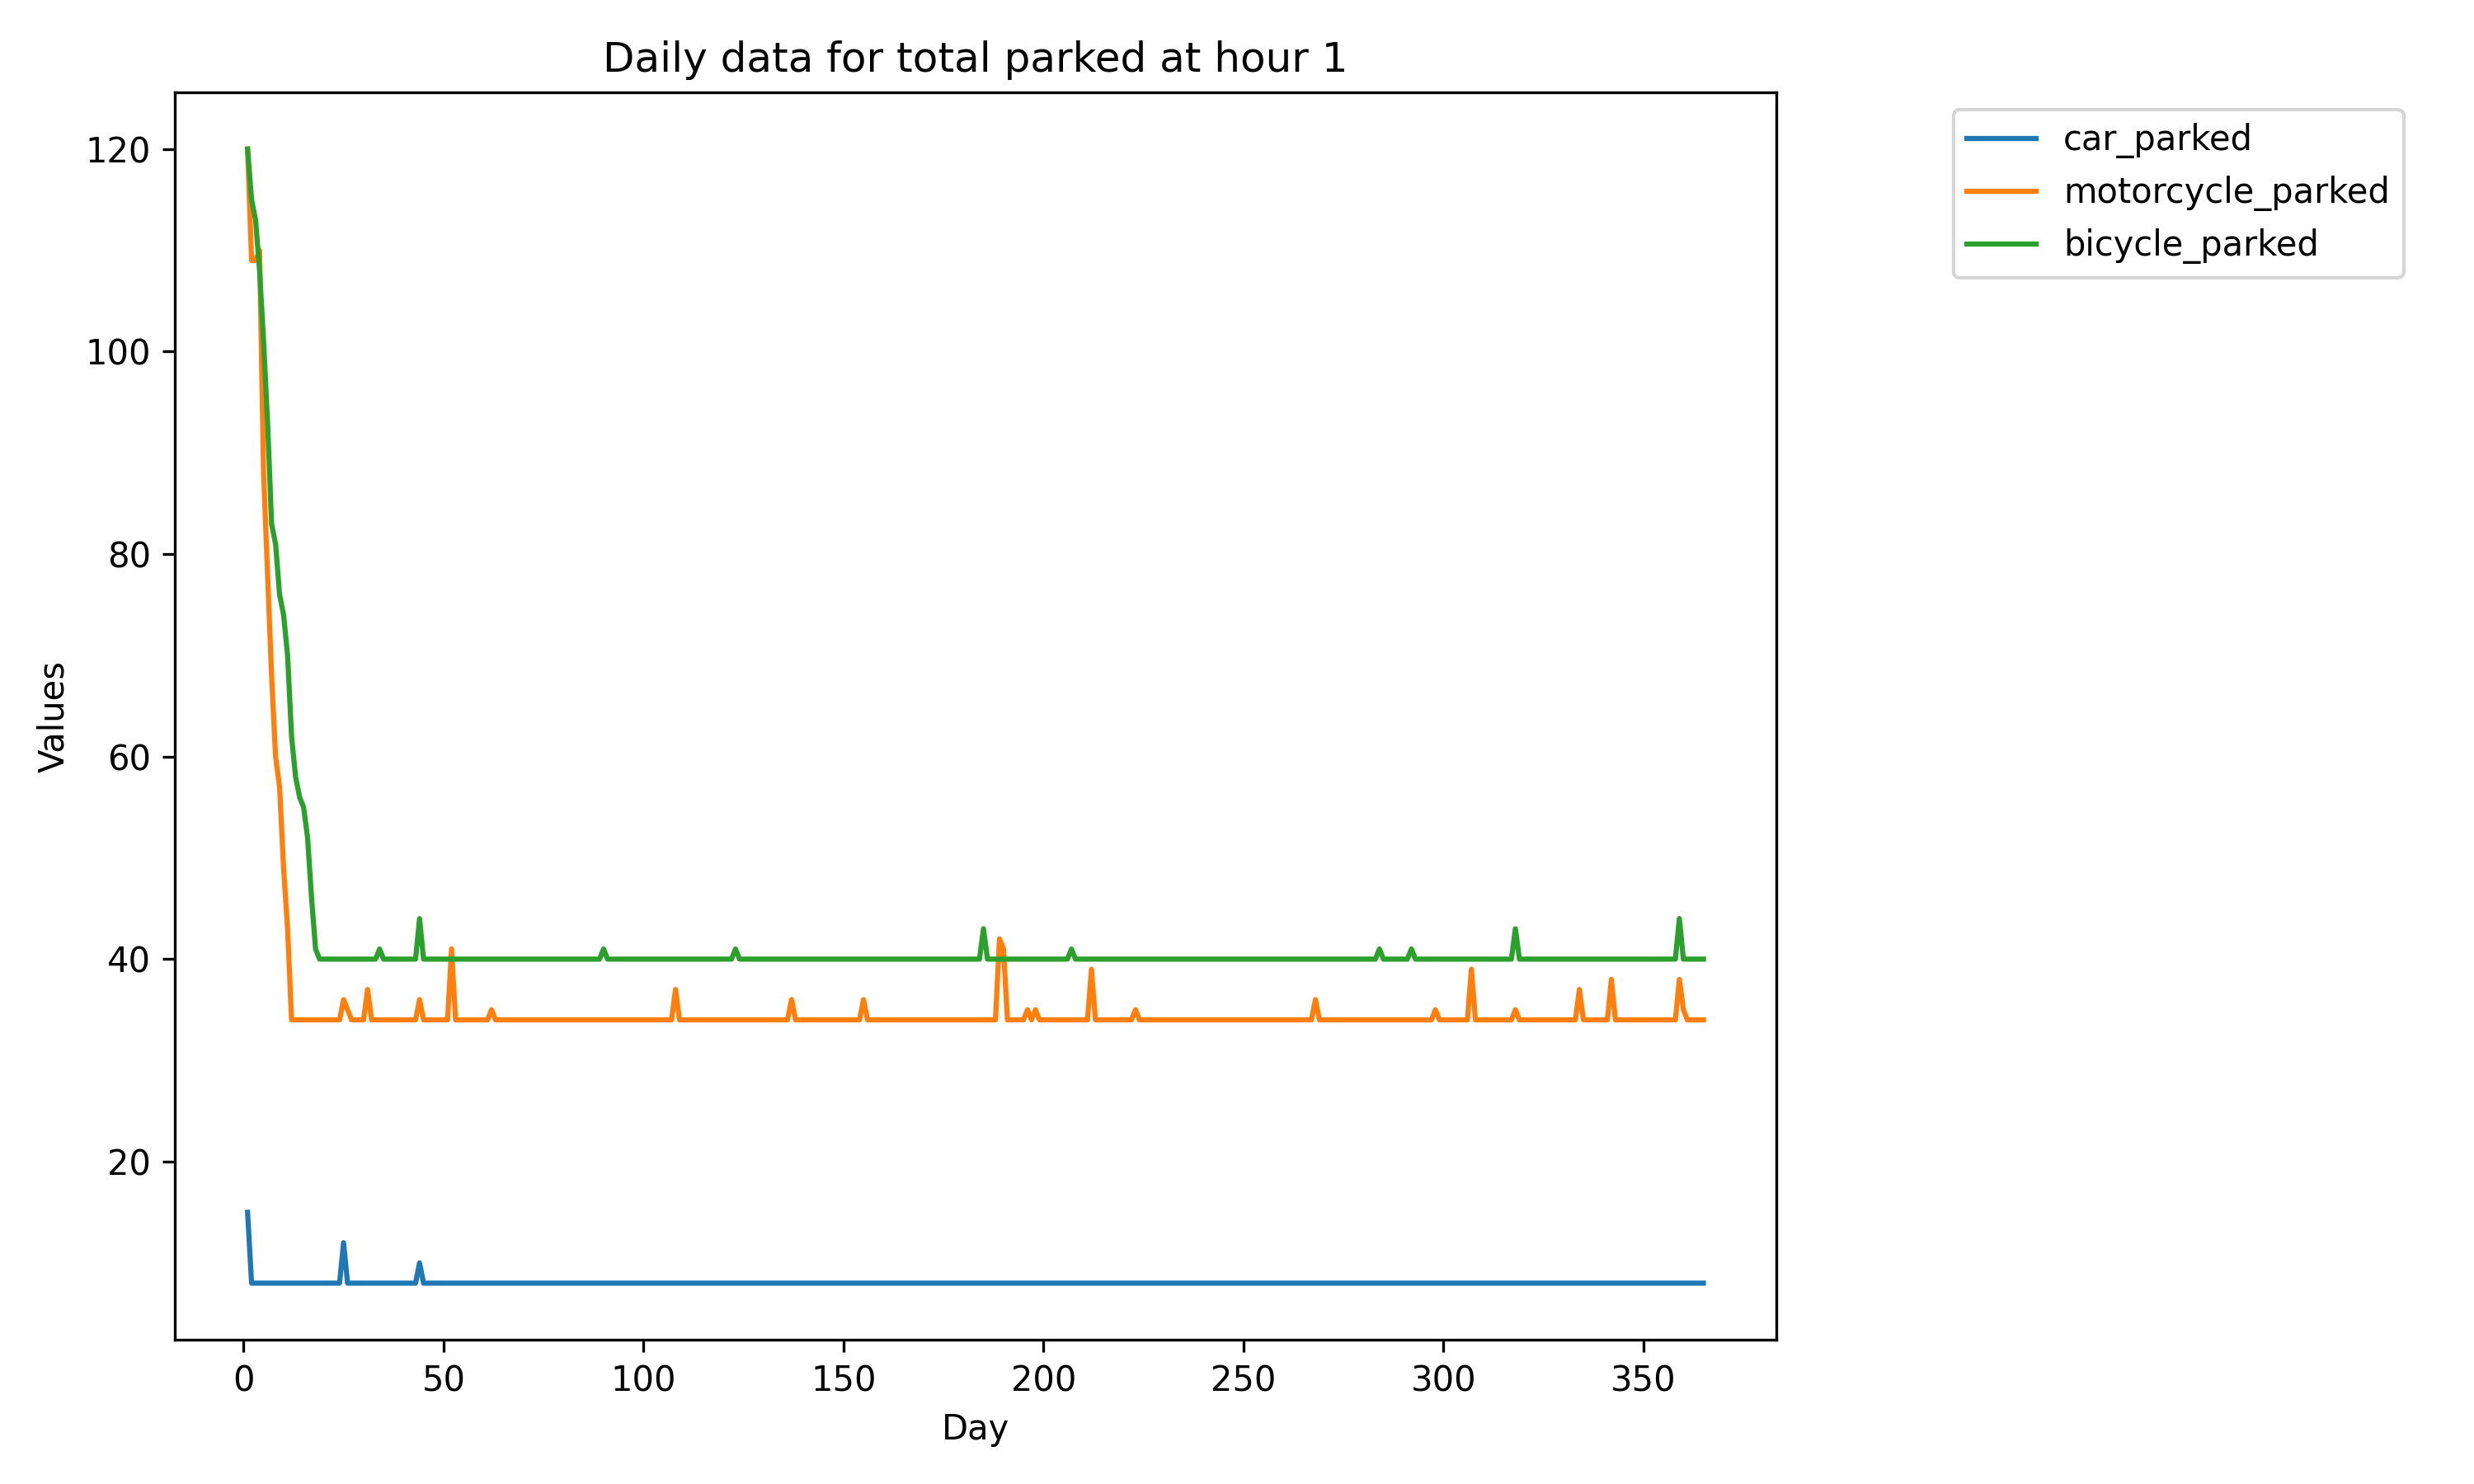 Daily data for total parked at hour 1
car_parked
motorcycle_parked
bicycle_parked
120
100
80
60
40
20
Values
0 50 100 150 200 250 300 350
Day